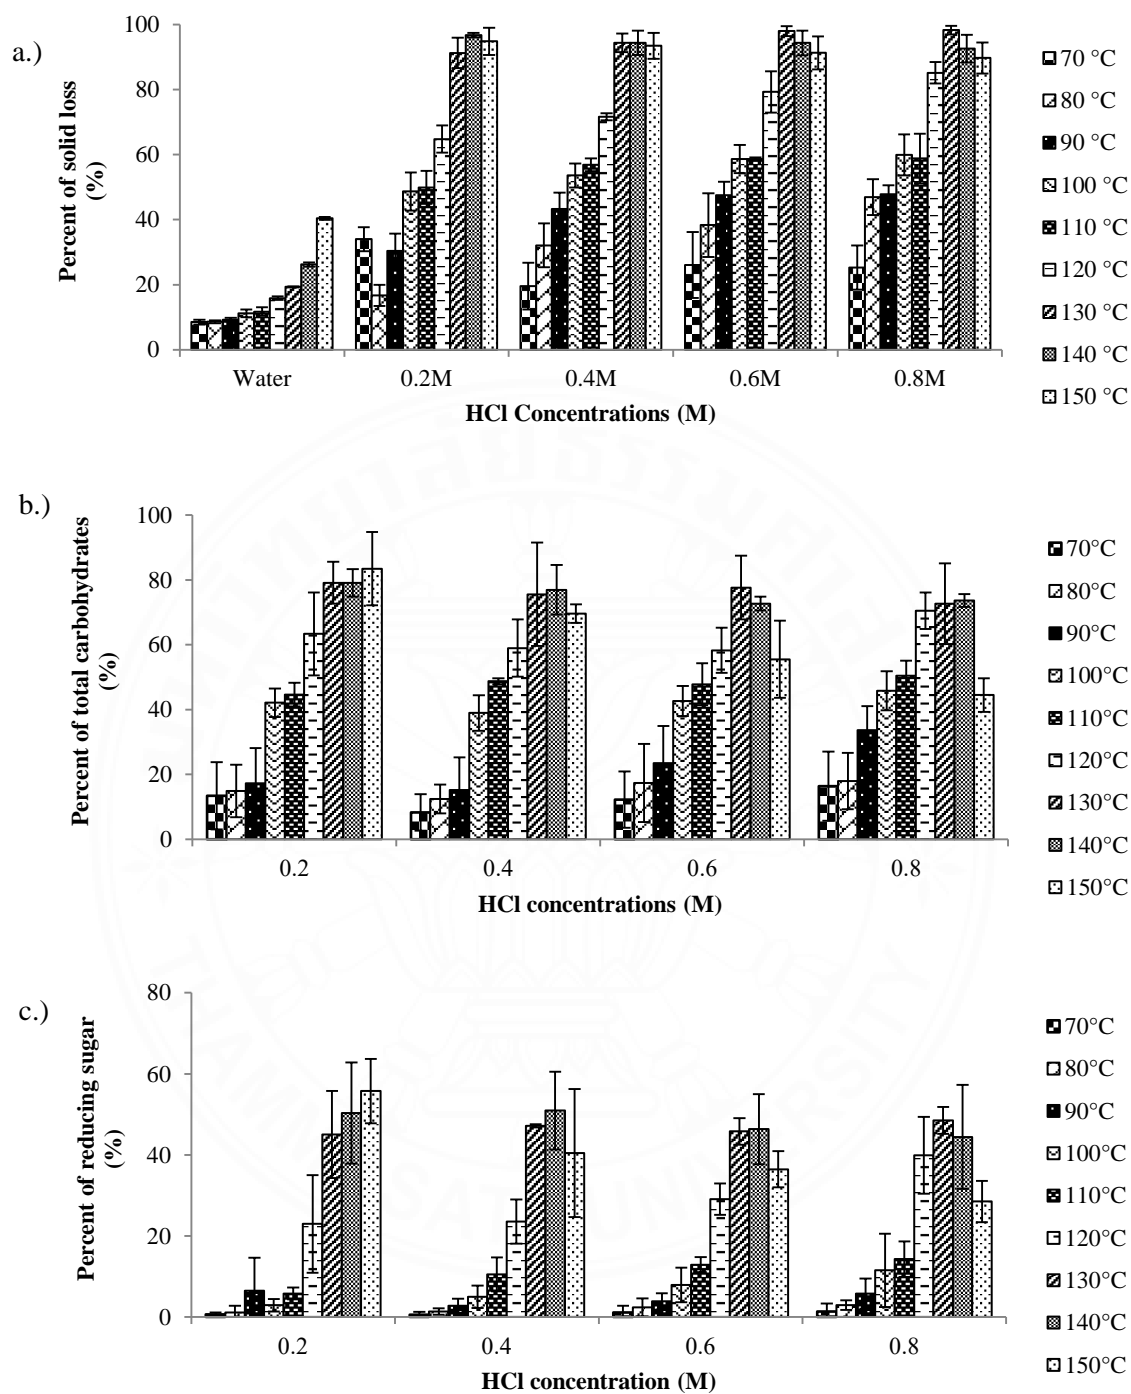 a.)
Percent of solid loss
(%)
100
80
60
40
20
0
Water 0.2M 0.4M 0.6M 0.8M
HCl Concentrations (M)
70 °C
80 °C
90 °C
100 °C
110 °C
120 °C
130 °C
140 °C
150 °C
b.)
Percent of total carbohydrates
(%)
100
80
60
40
20
0
0.2 0.4 0.6 0.8
HCl concentrations (M)
70°C
80°C
90°C
100°C
110°C
120°C
130°C
140°C
150°C
c.)
Percent of reducing sugar
(%)
80
60
40
20
0
0.2 0.4 0.6 0.8
HCl concentration (M)
70°C
80°C
90°C
100°C
110°C
120°C
130°C
140°C
150°C
THAMMASAT UNIVERSITY